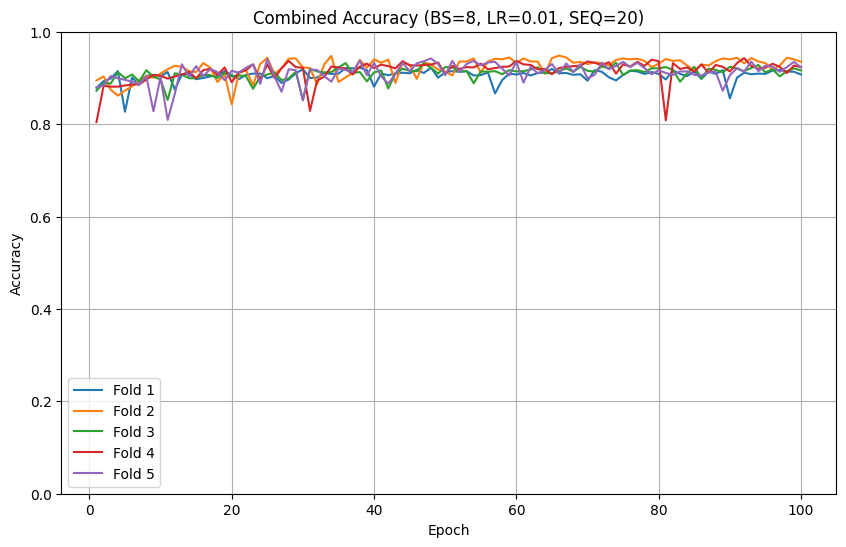 Combined Accuracy (BS=8, LR=0.01, SEQ=20)
Accuracy
1.0
0.8
0.6
0.4
0.2
0.0
Fold 1
Fold 2
Fold 3
Fold 4
Fold 5
0 20 40 60 80 100
Epoch